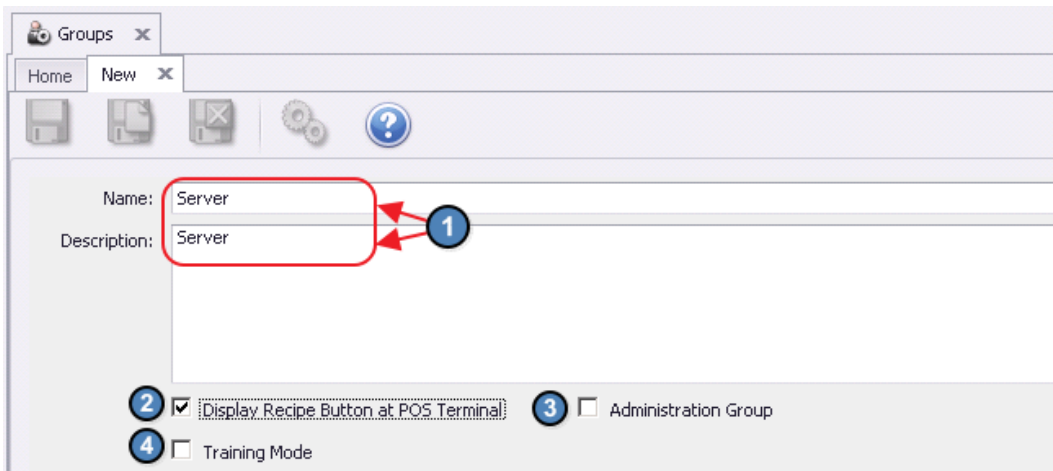 Groups
Home New
?
Name: Server
1
Description: Server
2 Display Recipe Button at POS Terminal 3 Administration Group
4 Training Mode